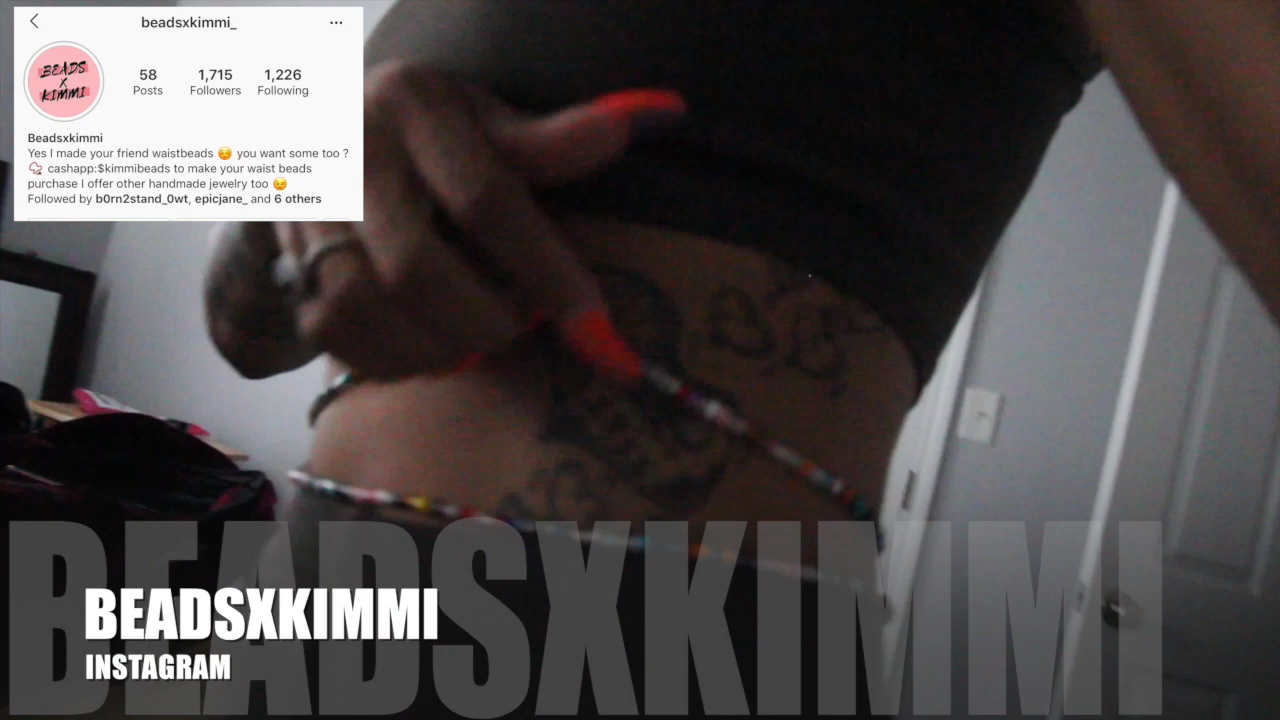 beadsxkimmi_
BEADS
X
KIMMI
58
1,715
1,226
Posts
Followers
Following
Beadsxkimmi
Yes I made your friend waistbeads 😌 you want some too ?
cashapp:$kimmibeads to make your waist beads
purchase I offer other handmade jewelry too 😉
Followed by b0rn2stand_0wt, epicjane_ and 6 others
BEADSXKIMMI
BEADSXKIMMI
INSTAGRAM